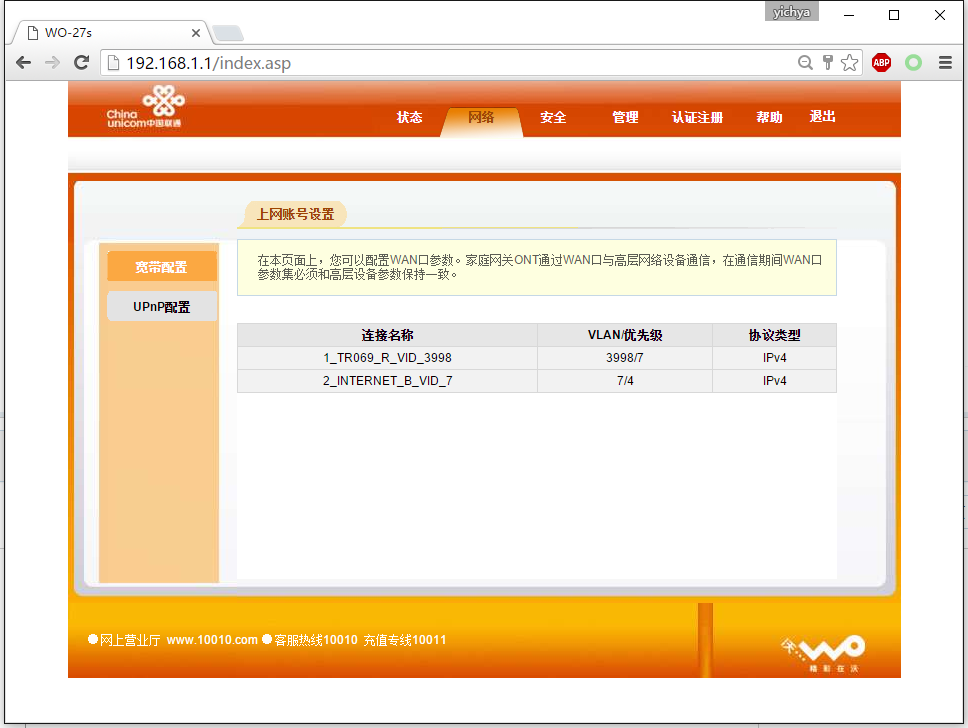 yichya
WO-27s
192.168.1.1/index.asp
ABP
China
unicom中国联通
状态 网络 安全 管理 认证注册 帮助 退出
上网账号设置
宽带配置
UPnP配置
在本页面上，您可以配置WAN口参数。家庭网关ONT通过WAN口与高层网络设备通信，在通信期间WAN口
参数集必须和高层设备参数保持一致。
连接名称 VLAN/优先级 协议类型
1_TR069_R_VID_3998 3998/7 IPv4
2_INTERNET_B_VID_7 7/4 IPv4
●网上营业厅 www.10010.com ●客服热线10010 充值专线10011
沃...WO
精彩在沃